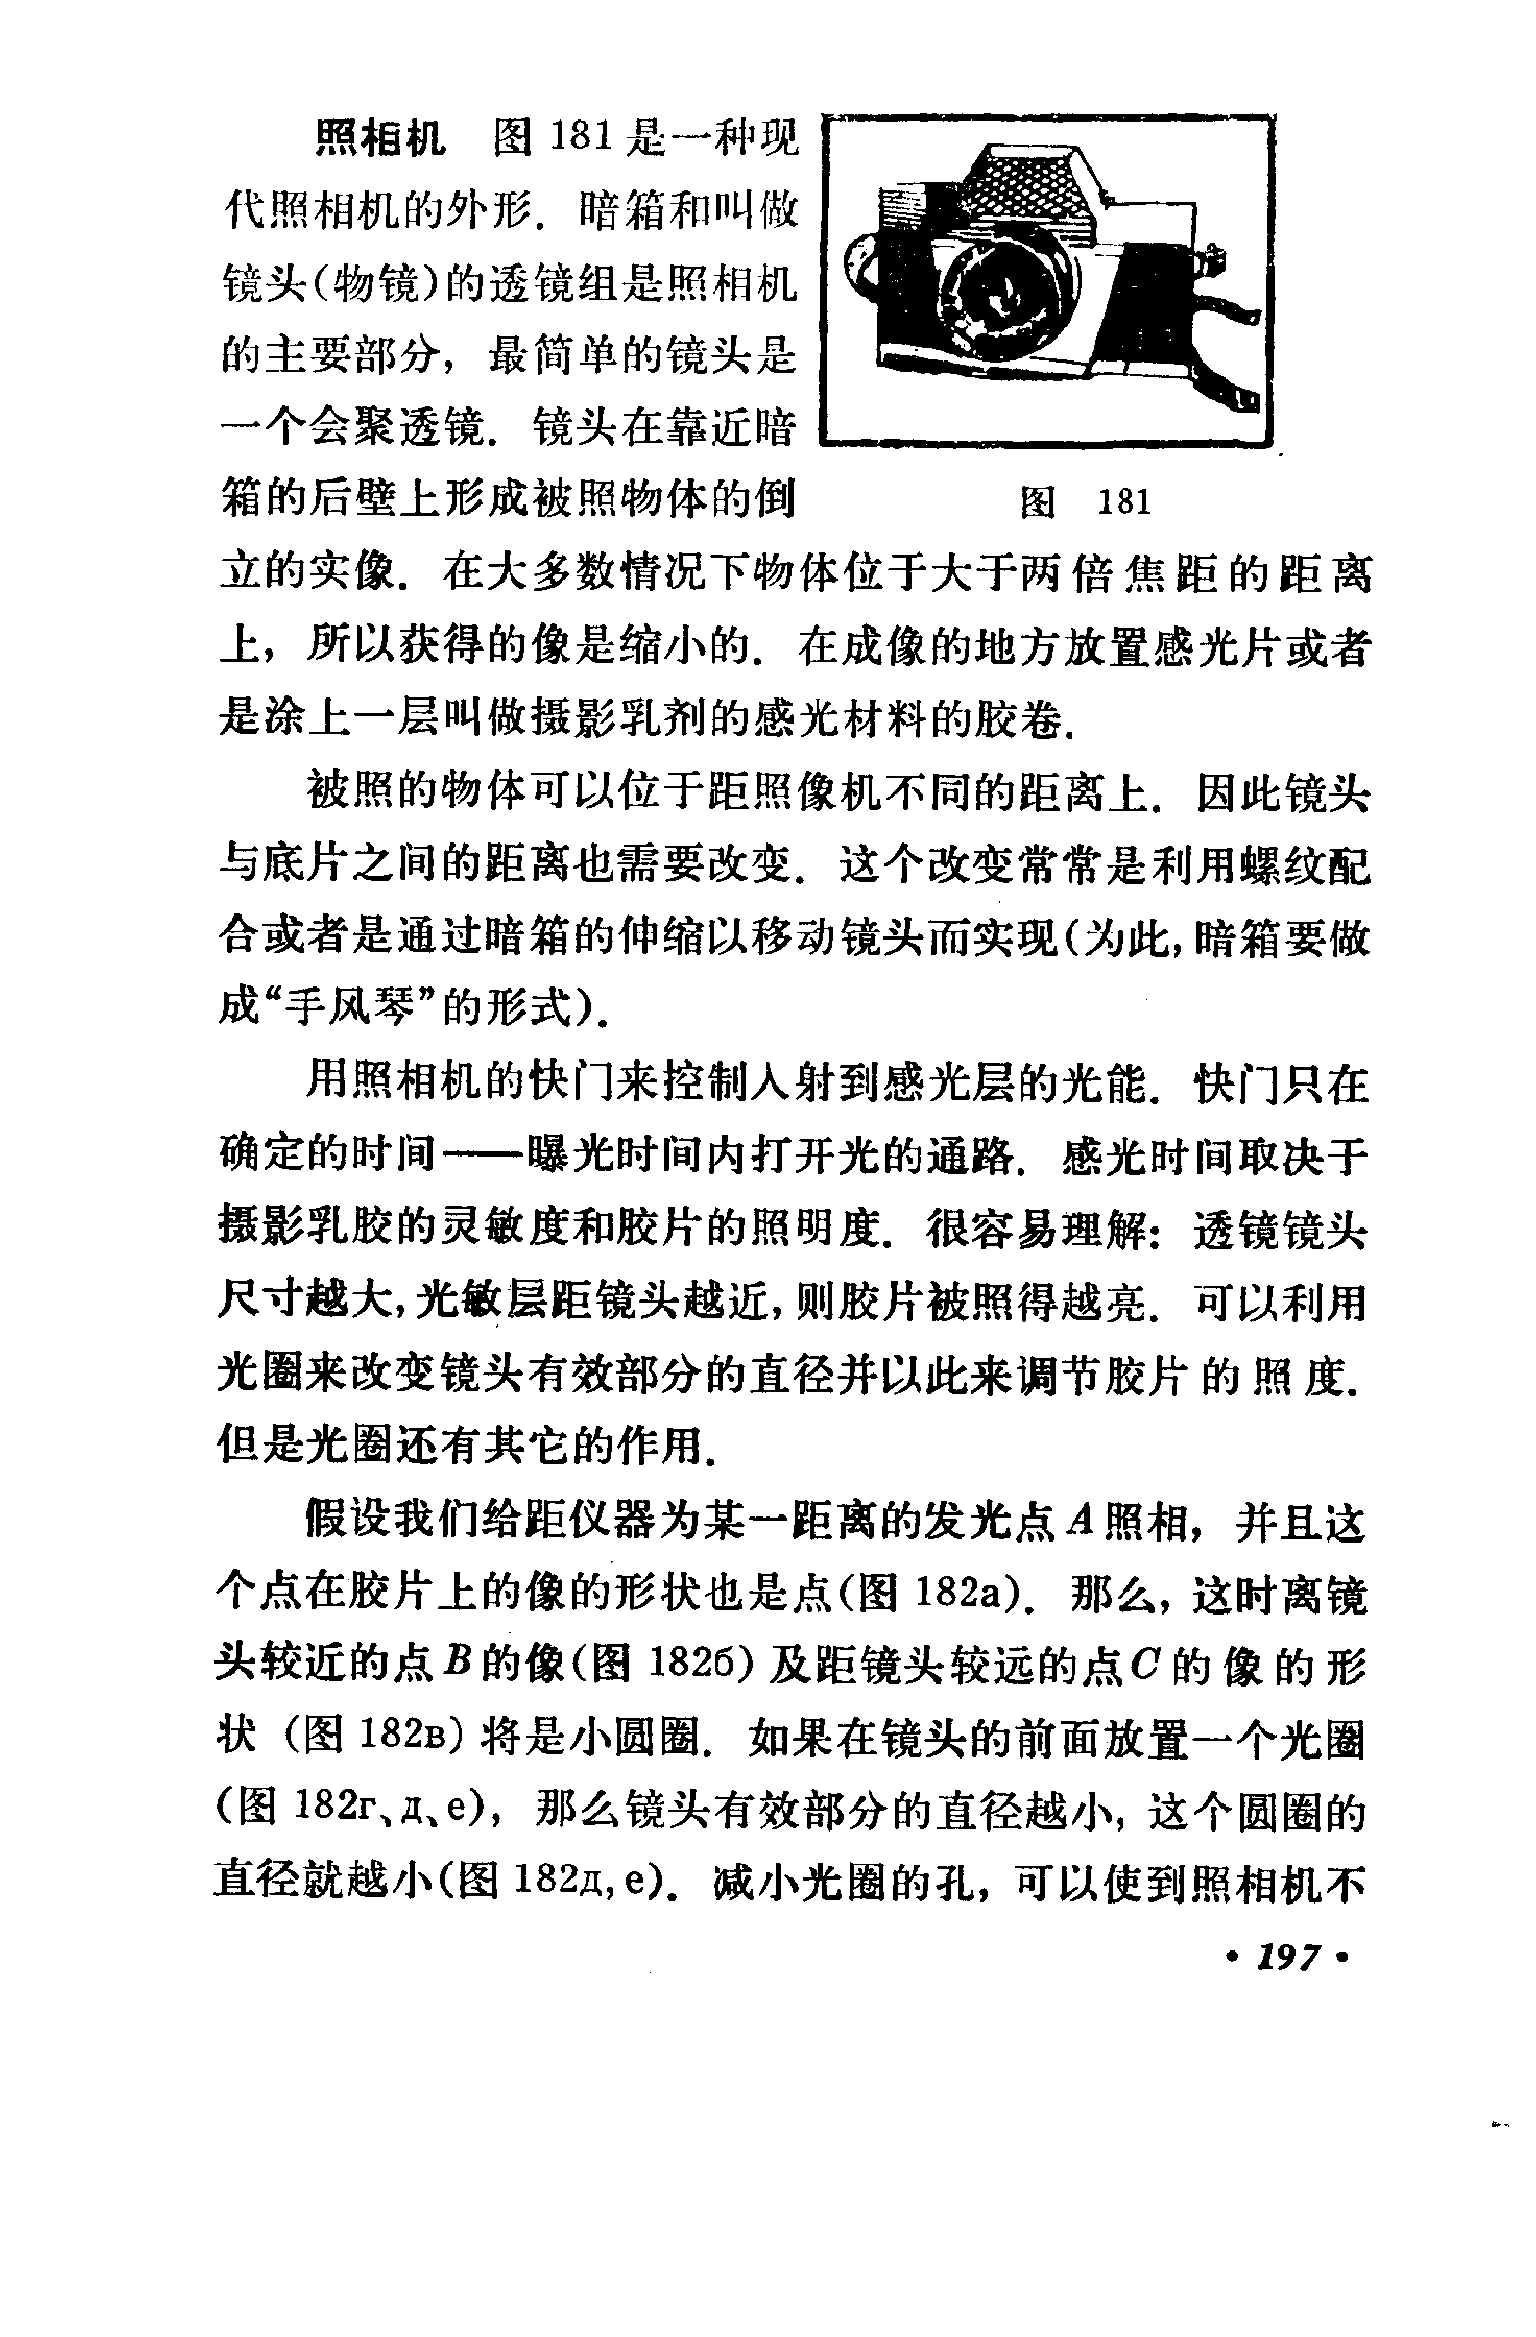 照相机　图 181 是一种现
代照相机的外形．暗箱和叫做
镜头(物镜)的透镜组是照相机
的主要部分，最简单的镜头是
一个会聚透镜．镜头在靠近暗
箱的后壁上形成被照物体的倒
图　181
立的实像．在大多数情况下物体位于大于两倍焦距的距离
上，所以获得的像是缩小的．在成像的地方放置感光片或者
是涂上一层叫做摄影乳剂的感光材料的胶卷．
被照的物体可以位于距照像机不同的距离上．因此镜头
与底片之间的距离也需要改变．这个改变常常是利用螺纹配
合或者是通过暗箱的伸缩以移动镜头而实现(为此，暗箱要做
成“手风琴”的形式)．
用照相机的快门来控制入射到感光层的光能．快门只在
确定的时间——曝光时间内打开光的通路．感光时间取决于
摄影乳胶的灵敏度和胶片的照明度．很容易理解：透镜镜头
尺寸越大，光敏层距镜头越近，则胶片被照得越亮．可以利用
光圈来改变镜头有效部分的直径并以此来调节胶片的照度．
但是光圈还有其它的作用．
假设我们给距仪器为某一距离的发光点 A 照相，并且这
个点在胶片上的像的形状也是点(图 182a)．那么，这时离镜
头较近的点 B 的像(图 182б)及距镜头较远的点 C 的像的形
状（图 182в）将是小圆圈．如果在镜头的前面放置一个光圈
(图 182г、д、e)，那么镜头有效部分的直径越小，这个圆圈的
直径就越小(图 182д, e)．减小光圈的孔，可以使到照相机不
• 197 •